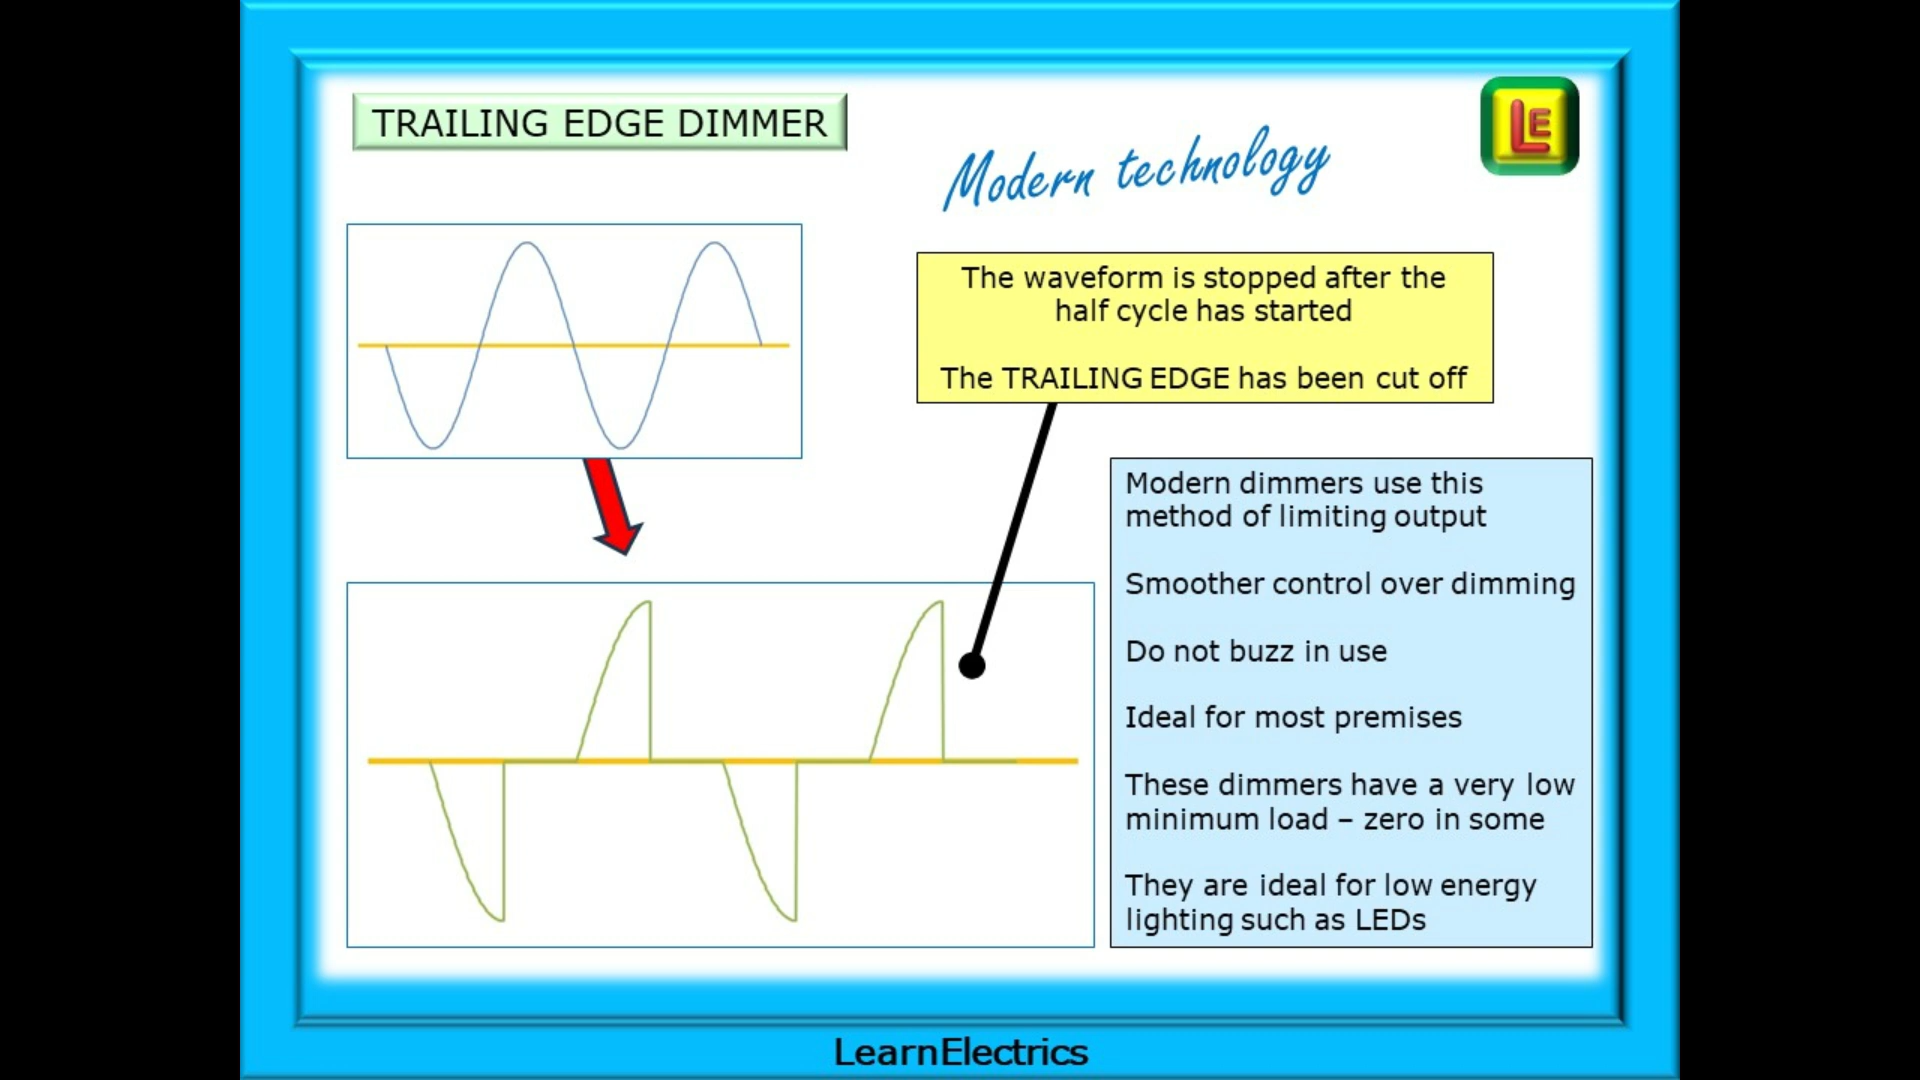 TRAILING EDGE DIMMER
LE
Modern technology
The waveform is stopped after the
half cycle has started
The TRAILING EDGE has been cut off
Modern dimmers use this
method of limiting output
Smoother control over dimming
Do not buzz in use
Ideal for most premises
These dimmers have a very low
minimum load – zero in some
They are ideal for low energy
lighting such as LEDs
LearnElectrics